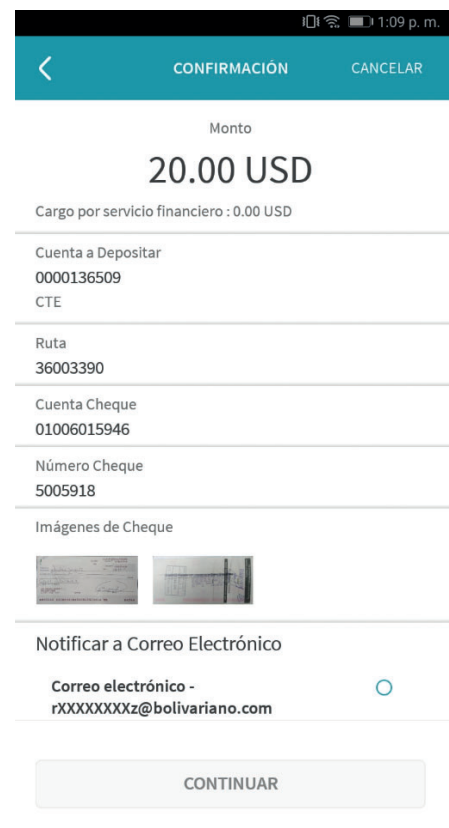 1:09 p. m.
CONFIRMACIÓN CANCELAR
Monto
20.00 USD
Cargo por servicio financiero : 0.00 USD
Cuenta a Depositar
0000136509
CTE
Ruta
36003390
Cuenta Cheque
01006015946
Número Cheque
5005918
Imágenes de Cheque
Notificar a Correo Electrónico
Correo electrónico -
rXXXXXXXz@bolivariano.com
CONTINUAR